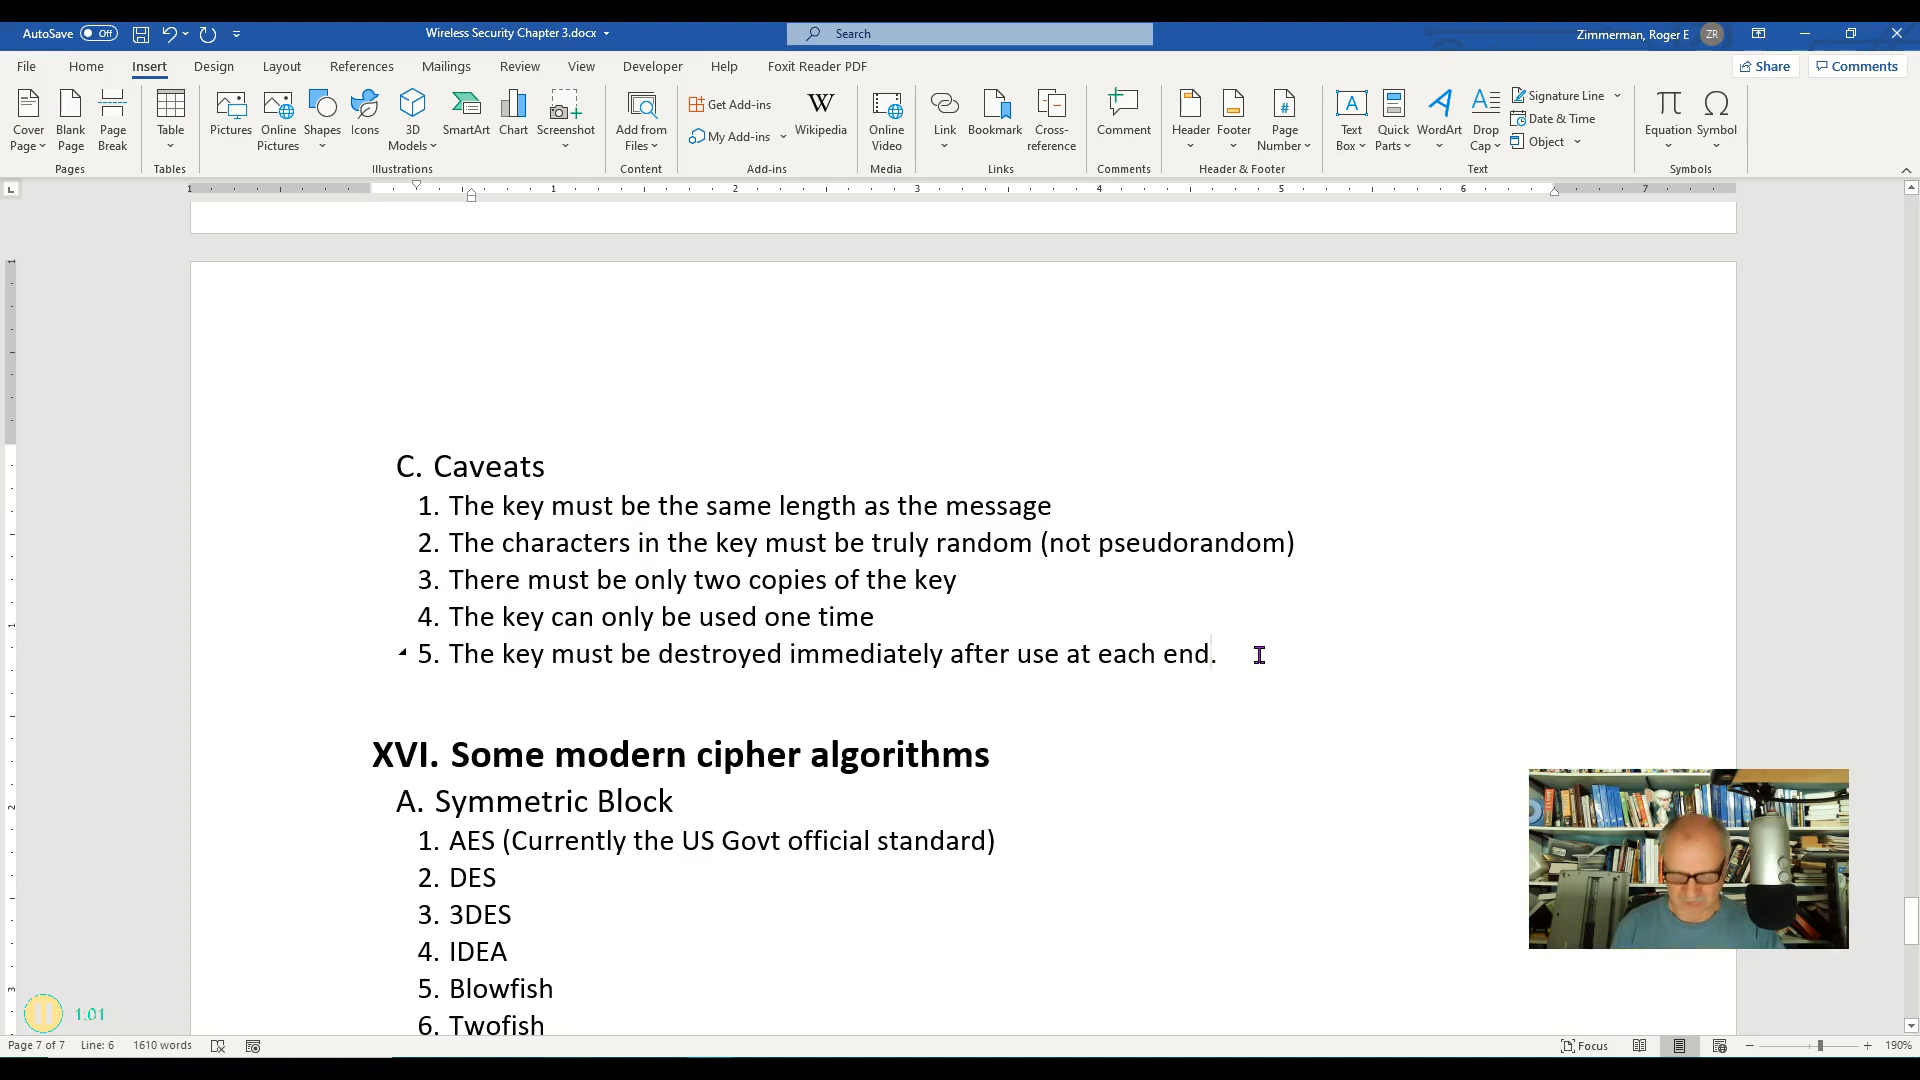 AutoSave Off Wireless Security Chapter 3.docx Search Zimmerman, Roger E ZR
File Home Insert Design Layout References Mailings Review View Developer Help Foxit Reader PDF Share Comments
Cover Page Blank Page Page Break Table Pictures Online Pictures Shapes Icons 3D Models SmartArt Chart Screenshot Add from Files Get Add-ins My Add-ins W Wikipedia Online Video Link Bookmark Cross-reference Comment Header Footer Page Number Text Box Quick Parts WordArt Drop Cap Signature Line Date & Time Object Equation Symbol
Pages Tables Illustrations Content Add-ins Media Links Comments Header & Footer Text Symbols
1 1 2 3 4 5 6 7
C. Caveats
1. The key must be the same length as the message
2. The characters in the key must be truly random (not pseudorandom)
3. There must be only two copies of the key
4. The key can only be used one time
5. The key must be destroyed immediately after use at each end.
XVI. Some modern cipher algorithms
A. Symmetric Block
1. AES (Currently the US Govt official standard)
2. DES
3. 3DES
4. IDEA
5. Blowfish
6. Twofish
1:01
Page 7 of 7 Line: 6 1610 words Focus 190%